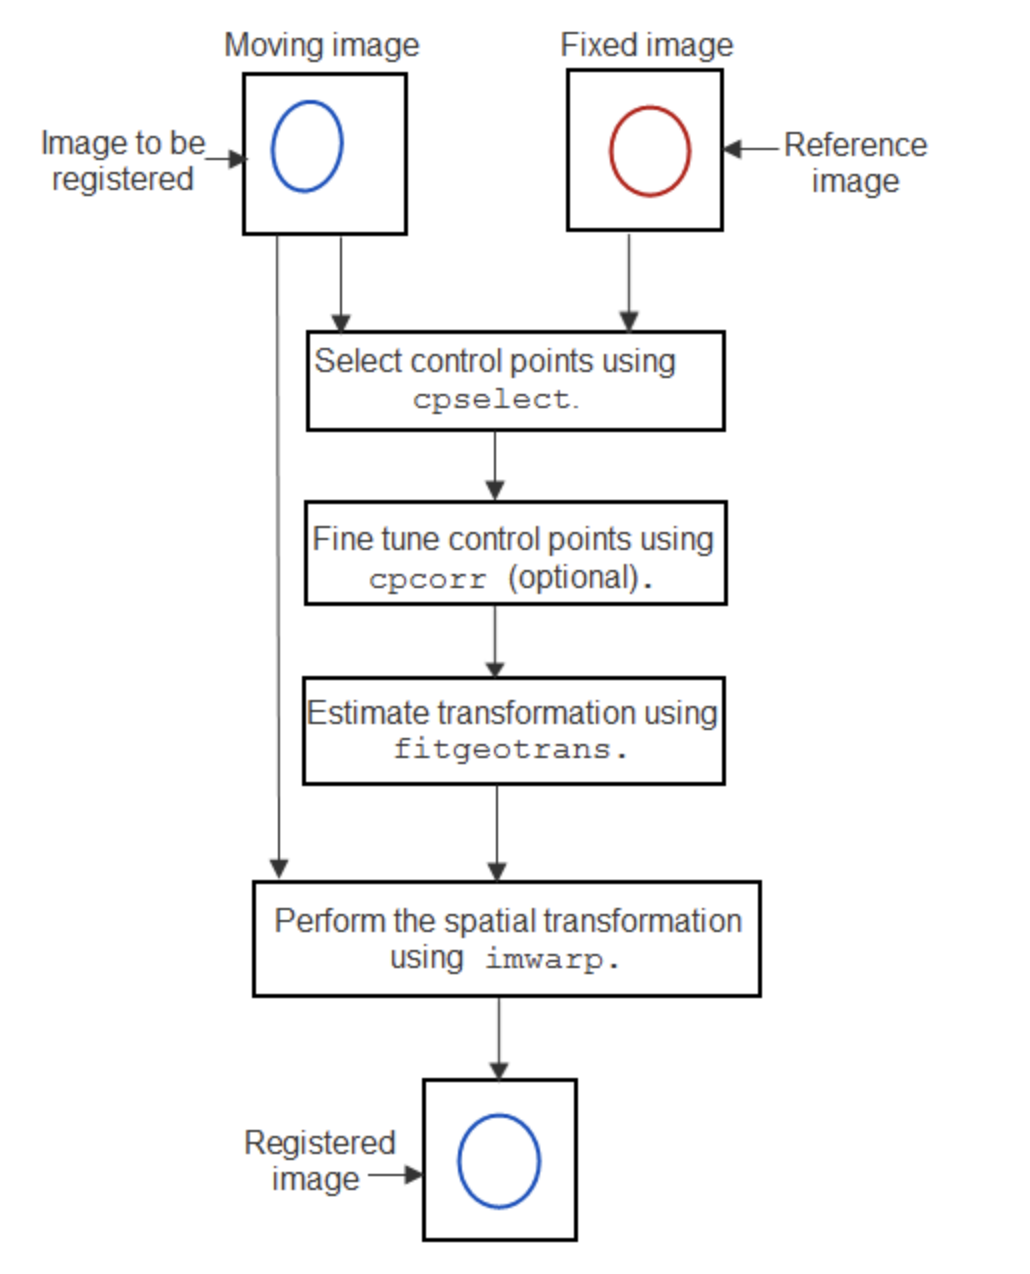 Moving image
Fixed image
Image to be
registered
Reference
image
Select control points using
cpselect.
Fine tune control points using
cpcorr (optional).
Estimate transformation using
fitgeotrans.
Perform the spatial transformation
using imwarp.
Registered
image